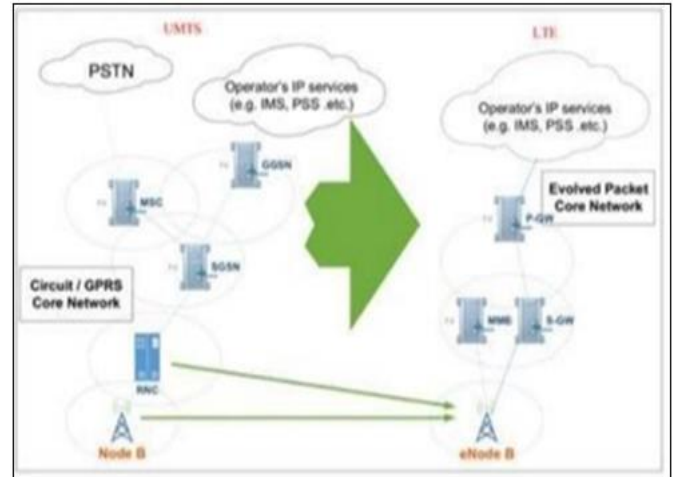 UMTS
LTE
PSTN
Operator's IP services
(e.g. IMS, PSS .etc.)
Operator's IP services
(e.g. IMS, PSS .etc.)
GGSN
MSC
Evolved Packet
Core Network
P-GW
SGSN
Circuit / GPRS
Core Network
MME
S-GW
RNC
Node B
eNode B